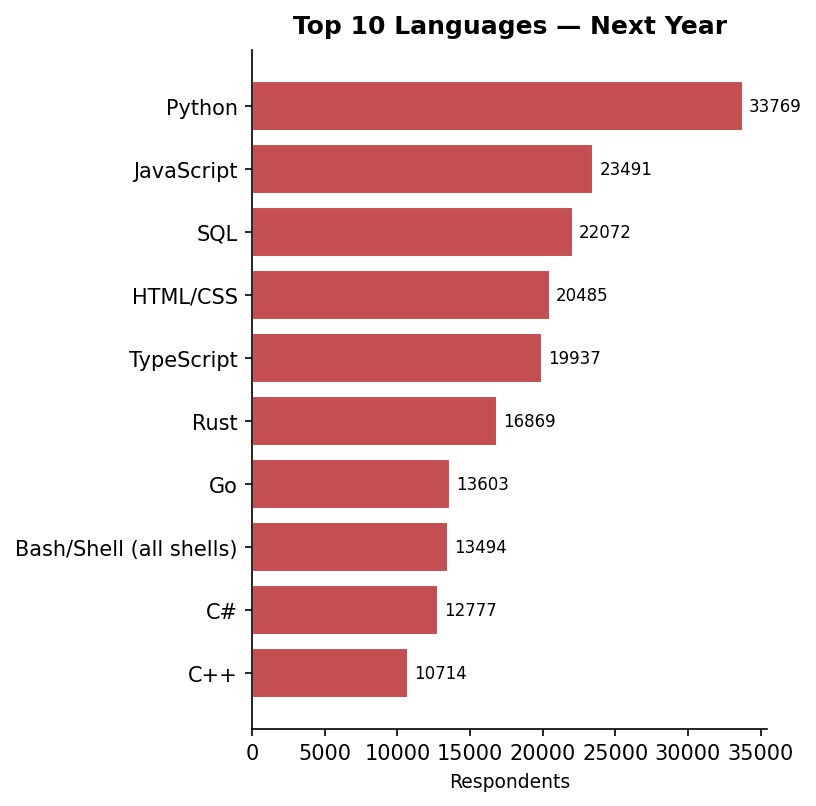 Top 10 Languages — Next Year
Python 33769
JavaScript 23491
SQL 22072
HTML/CSS 20485
TypeScript 19937
Rust 16869
Go 13603
Bash/Shell (all shells) 13494
C# 12777
C++ 10714
0 5000 10000 15000 20000 25000 30000 35000
Respondents